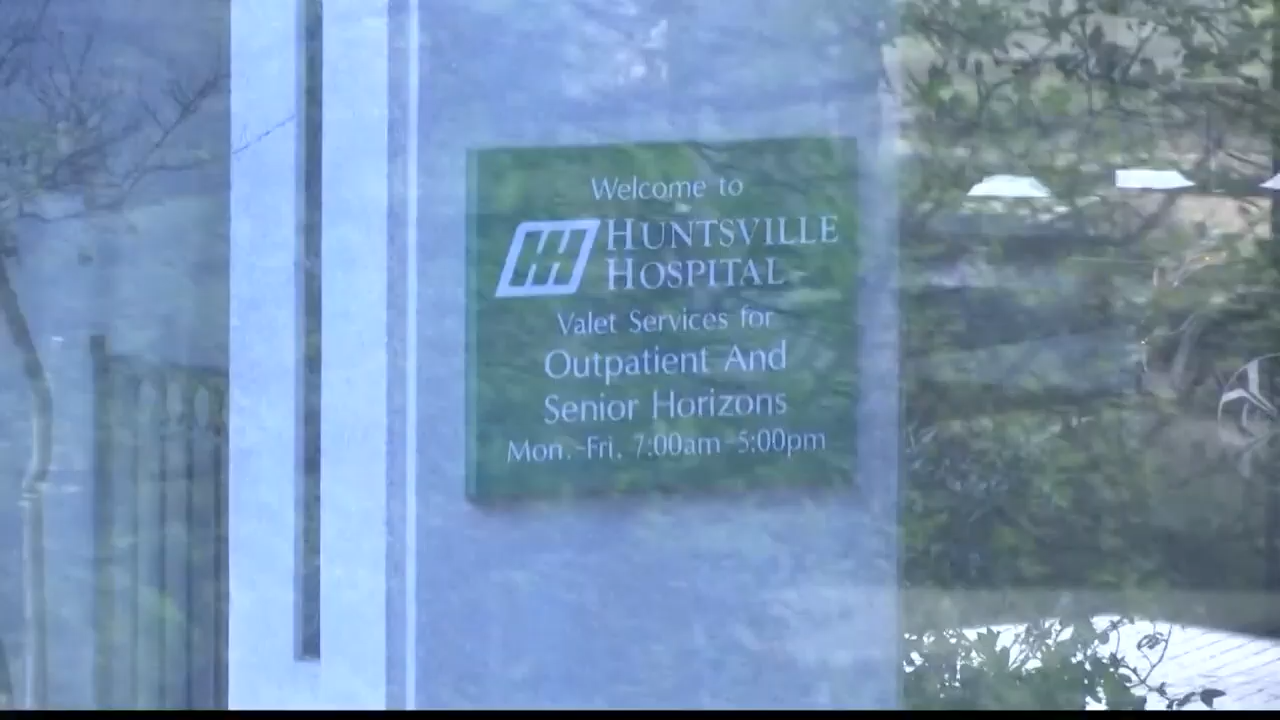 Welcome to
HUNTSVILLE
HOSPITAL
Valet Services for
Outpatient And
Senior Horizons
Mon.-Fri. 7:00am-5:00pm